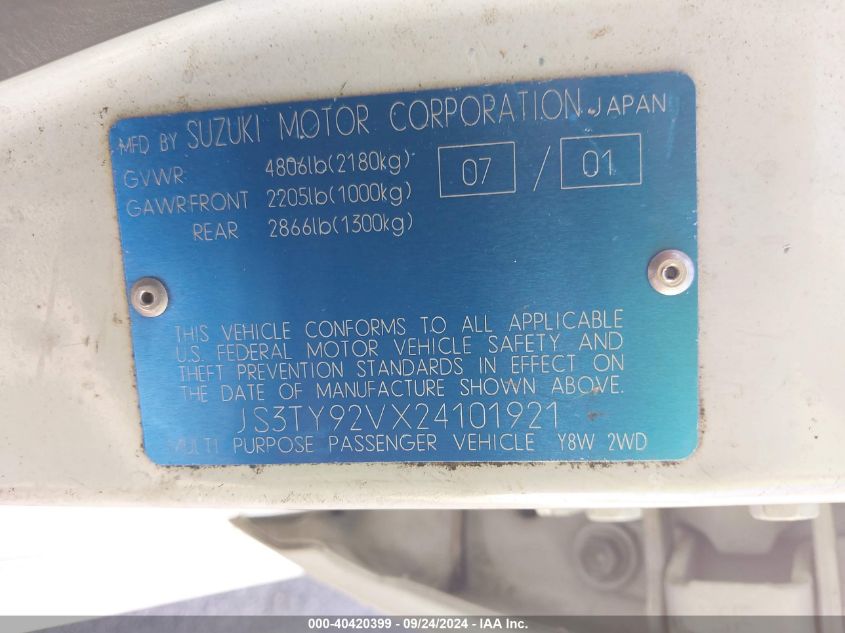 MFD BY SUZUKI MOTOR CORPORATION JAPAN
GVWR 4806lb(2180kg) 07 / 01
GAWR:FRONT 2205lb(1000kg)
REAR 2866lb(1300kg)
THIS VEHICLE CONFORMS TO ALL APPLICABLE
U.S. FEDERAL MOTOR VEHICLE SAFETY AND
THEFT PREVENTION STANDARDS IN EFFECT ON
THE DATE OF MANUFACTURE SHOWN ABOVE.
JS3TY92VX24101921
MULTI PURPOSE PASSENGER VEHICLE Y8W 2WD
000-40420399 - 09/24/2024 - IAA Inc.